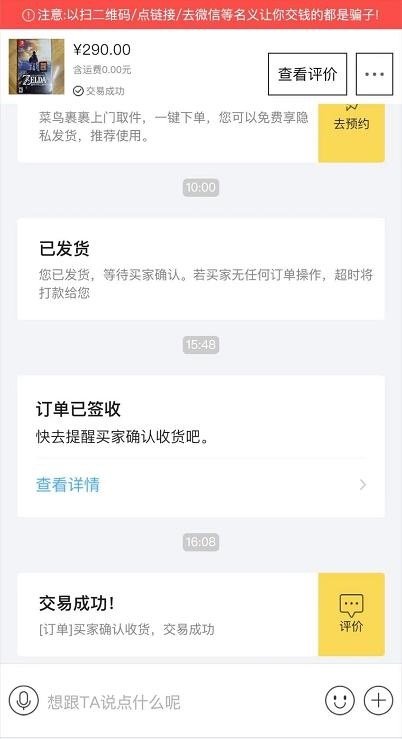 注意:以扫二维码/点链接/去微信等名义让你交钱的都是骗子!
¥290.00
含运费0.00元
交易成功
查看评价
ZELDA
菜鸟裹裹上门取件，一键下单，您可以免费享隐
私发货，推荐使用。
去预约
10:00
已发货
您已发货，等待买家确认。若买家无任何订单操作，超时将
打款给您
15:48
订单已签收
快去提醒买家确认收货吧。
查看详情
16:08
交易成功!
[订单]买家确认收货，交易成功
评价
想跟TA说点什么呢